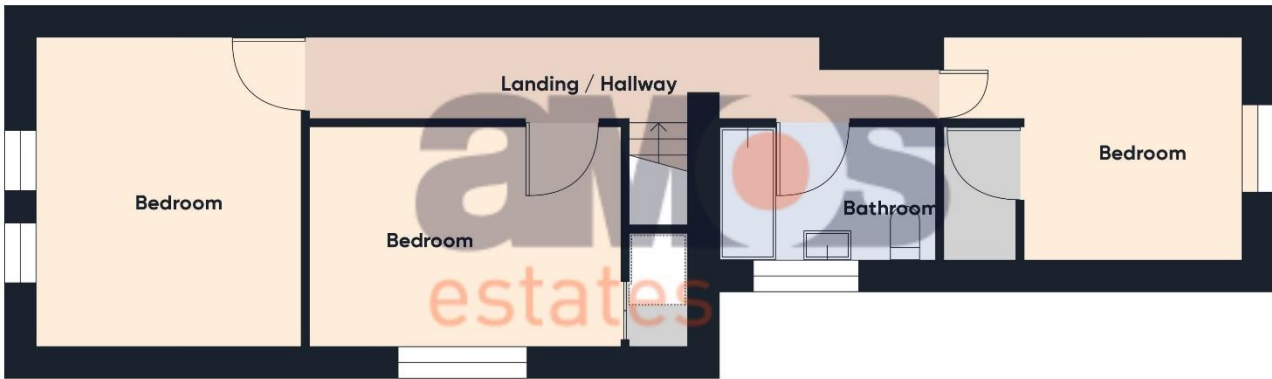 Landing / Hallway
Bedroom
Bedroom
Bedroom
Bathroom
amos
estates